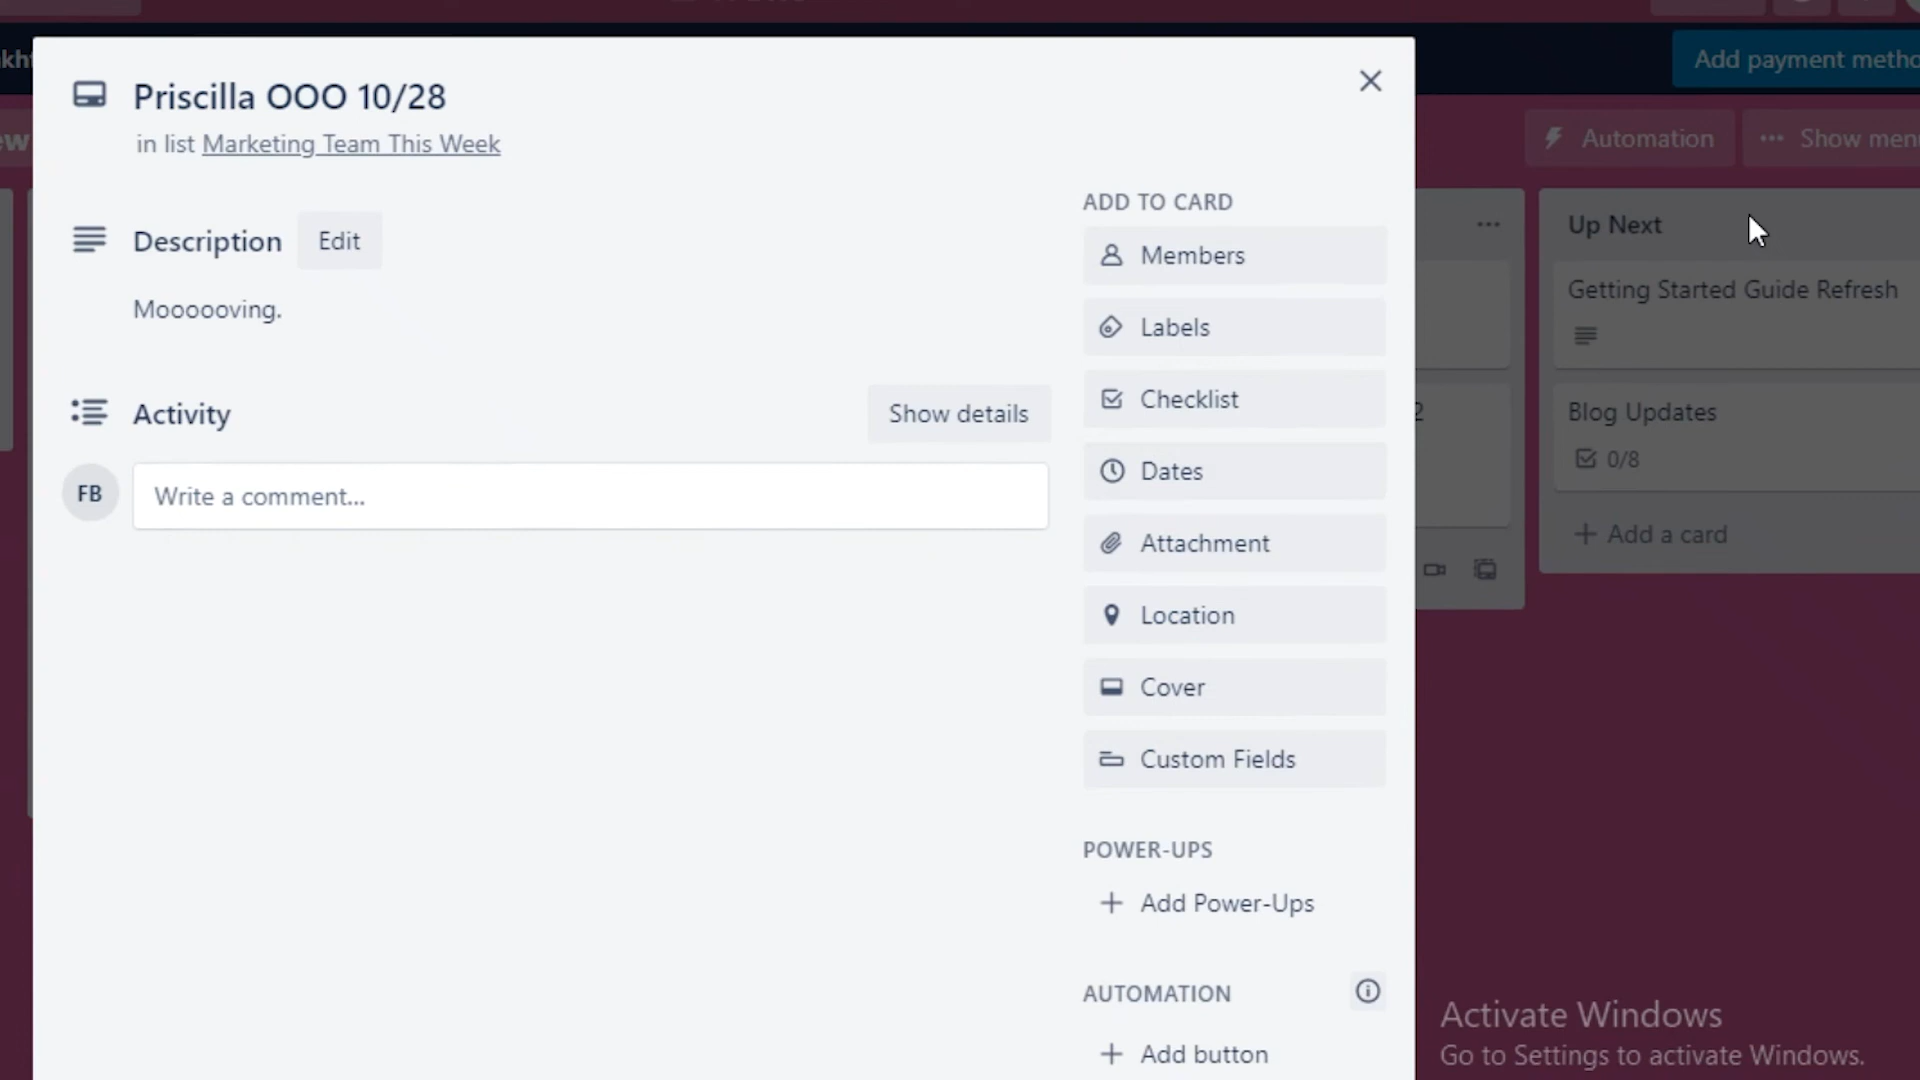 Add payment
Priscilla OOO 10/28
in list Marketing Team This Week
Automation
··· Show
ADD TO CARD
Description
Edit
Members
Up Next
Moooooving.
Getting Started Guide Refresh
Labels
Activity
Show details
Checklist
2
Blog Updates
0/8
FB
Write a comment...
Dates
Attachment
+ Add a card
Location
Cover
Custom Fields
POWER-UPS
+ Add Power-Ups
AUTOMATION
+ Add button
Activate Windows
Go to Settings to activate Windows.